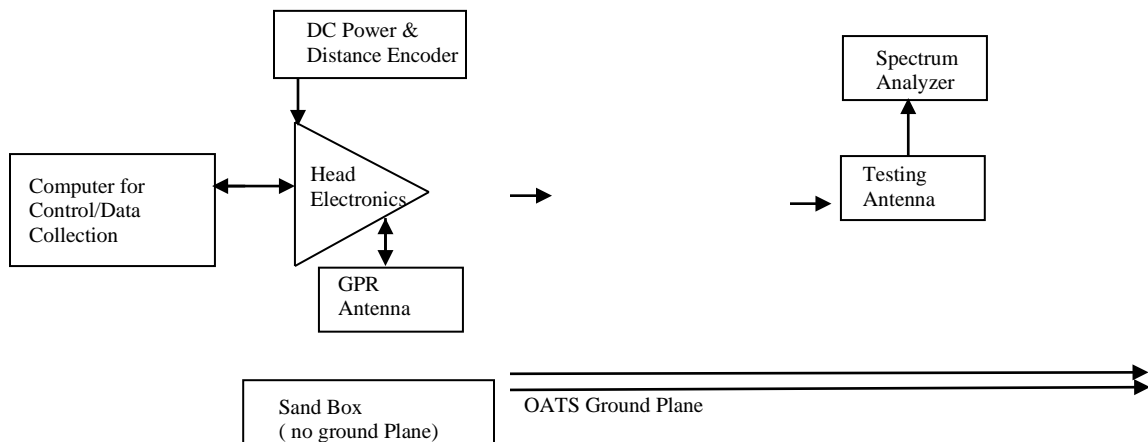 DC Power &
Distance Encoder
Spectrum
Analyzer
Computer for
Control/Data
Collection
Head
Electronics
Testing
Antenna
GPR
Antenna
Sand Box
( no ground Plane)
OATS Ground Plane